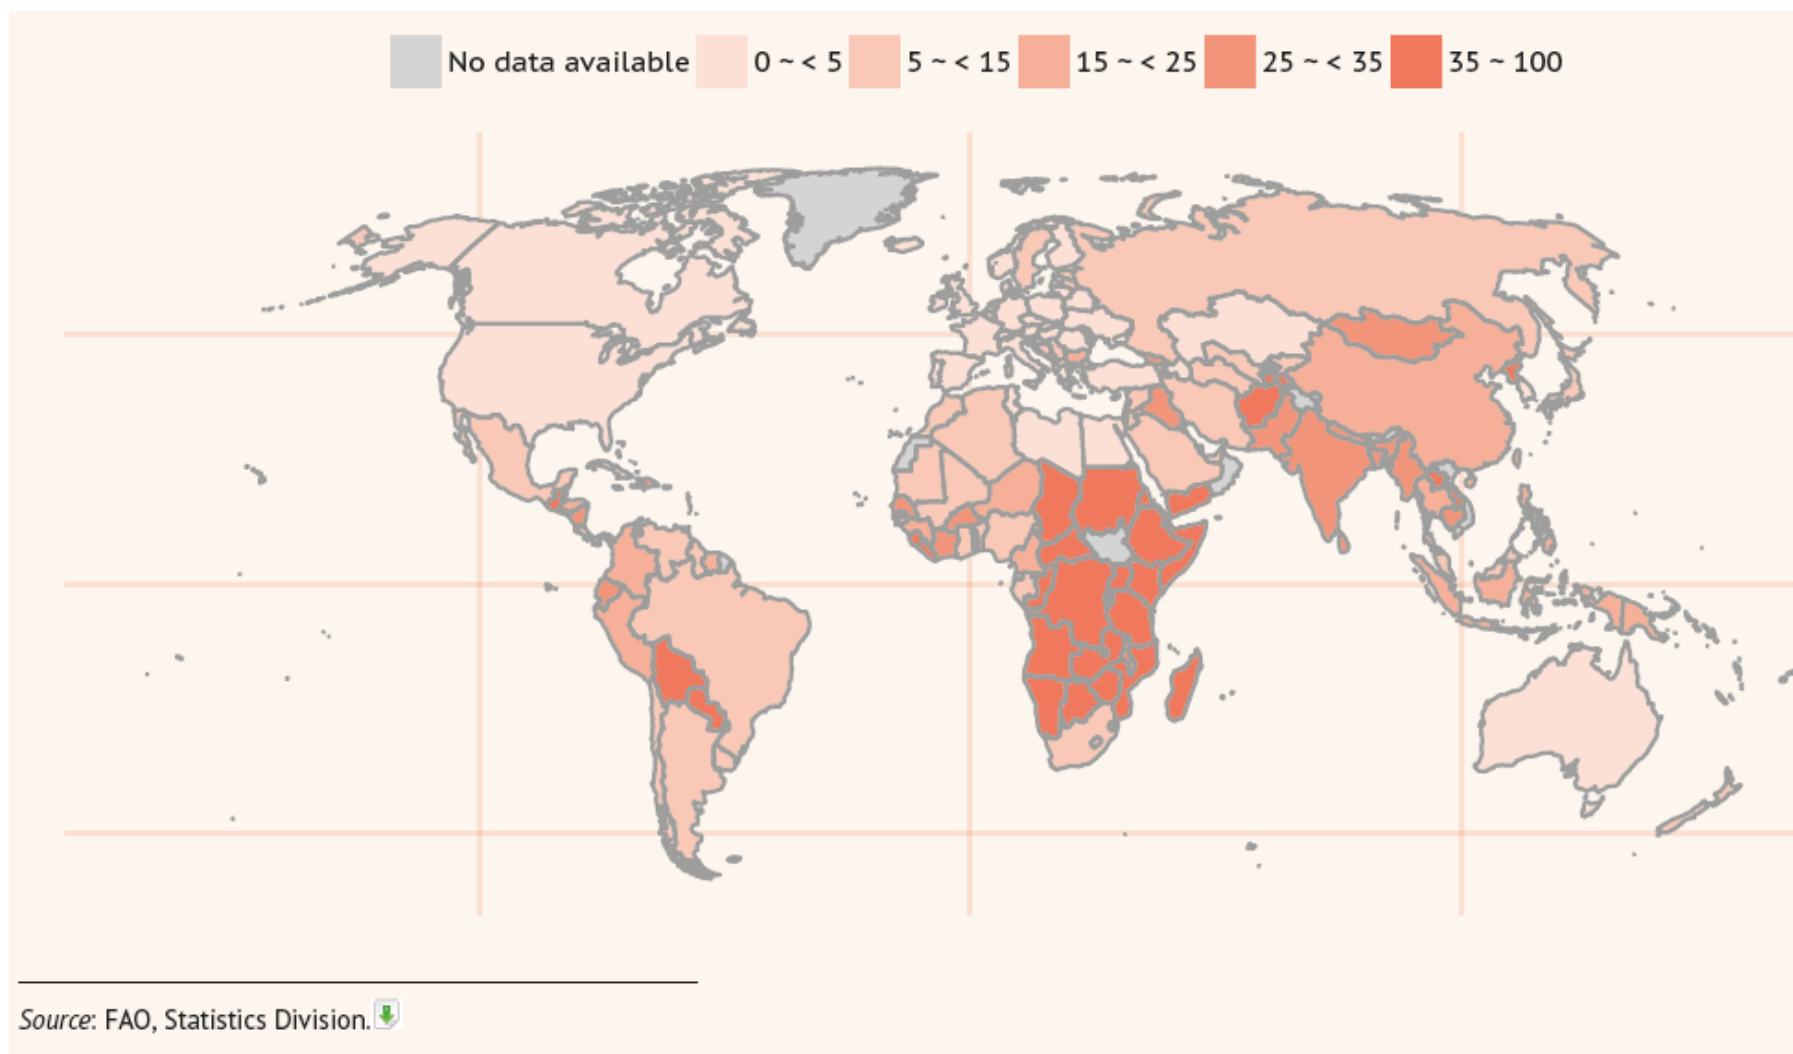 No data available 0 ~ < 5 5 ~ < 15 15 ~ < 25 25 ~ < 35 35 ~ 100
Source: FAO, Statistics Division.